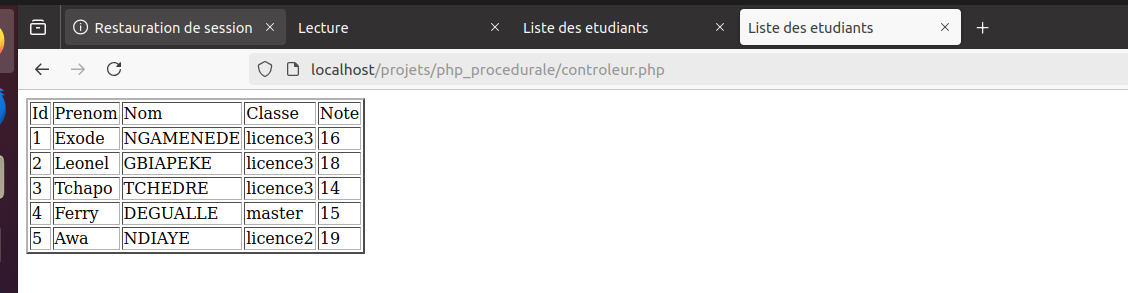 Restauration de session Lecture Liste des etudiants Liste des etudiants
localhost/projets/php_procedurale/controleur.php
Id Prenom Nom Classe Note
1 Exode NGAMENEDE licence3 16
2 Leonel GBIAPEKE licence3 18
3 Tchapo TCHEDRE licence3 14
4 Ferry DEGUALLE master 15
5 Awa NDIAYE licence2 19